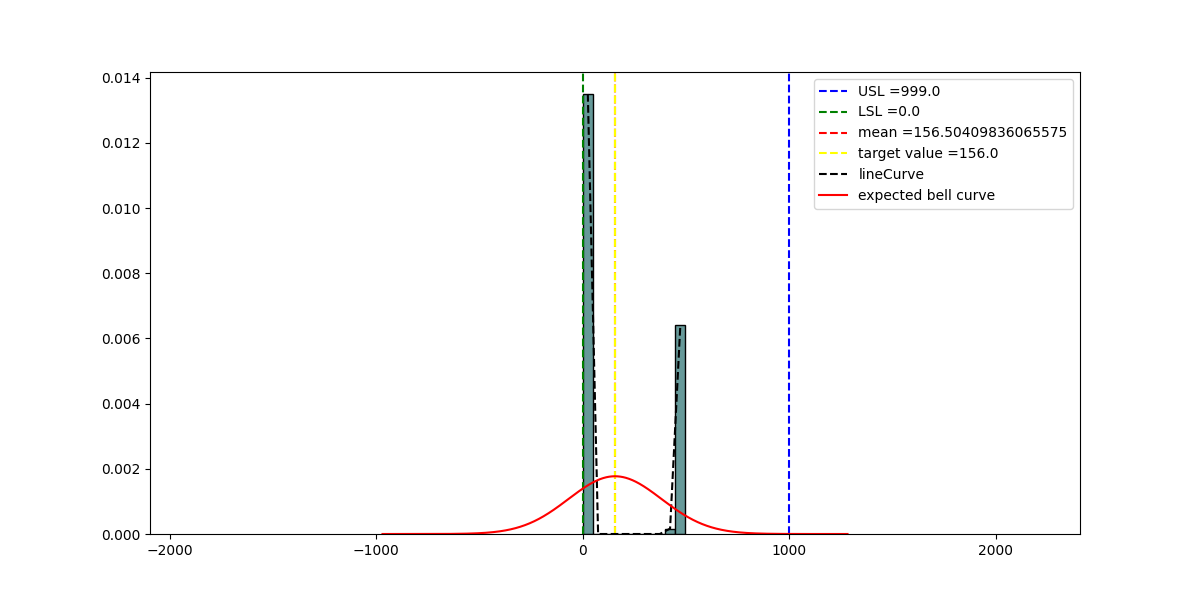 0.014
0.012
0.010
0.008
0.006
0.004
0.002
0.000
−2000
−1000
0
1000
2000
USL =999.0
LSL =0.0
mean =156.50409836065575
target value =156.0
lineCurve
expected bell curve